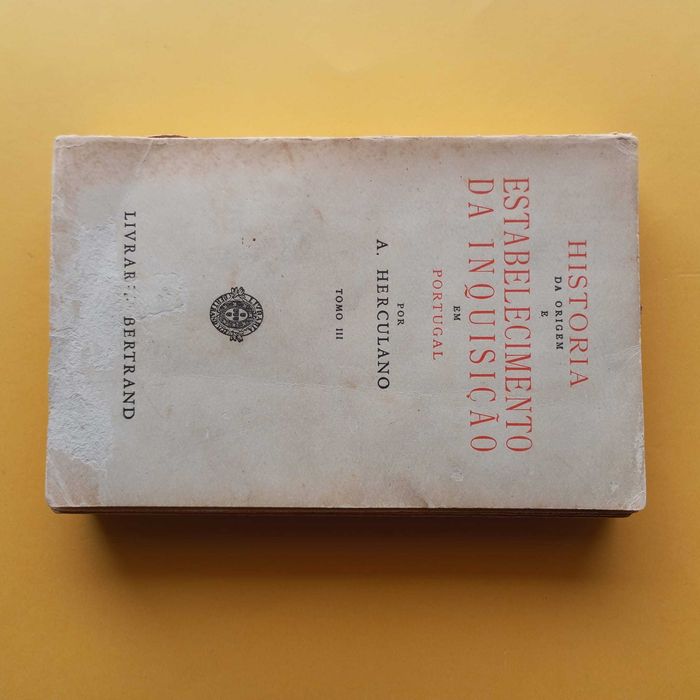 HISTORIA
DA ORIGEM
E
ESTABELECIMENTO
DA INQUISIÇÃO
EM
PORTUGAL
POR
A. HERCULANO
TOMO III
BERTRAND